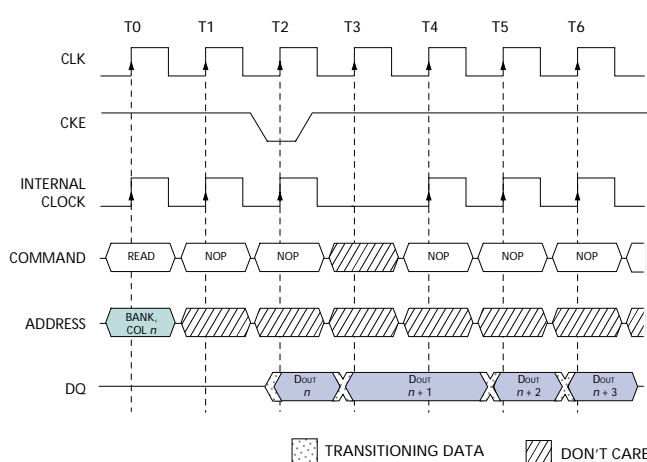 T0 T1 T2 T3 T4 T5 T6
CLK
CKE
INTERNAL
CLOCK
COMMAND READ NOP NOP NOP NOP NOP
ADDRESS BANK,
COL n
DQ DOUT DOUT DOUT DOUT
n n + 1 n + 2 n + 3
TRANSITIONING DATA DON'T CARE